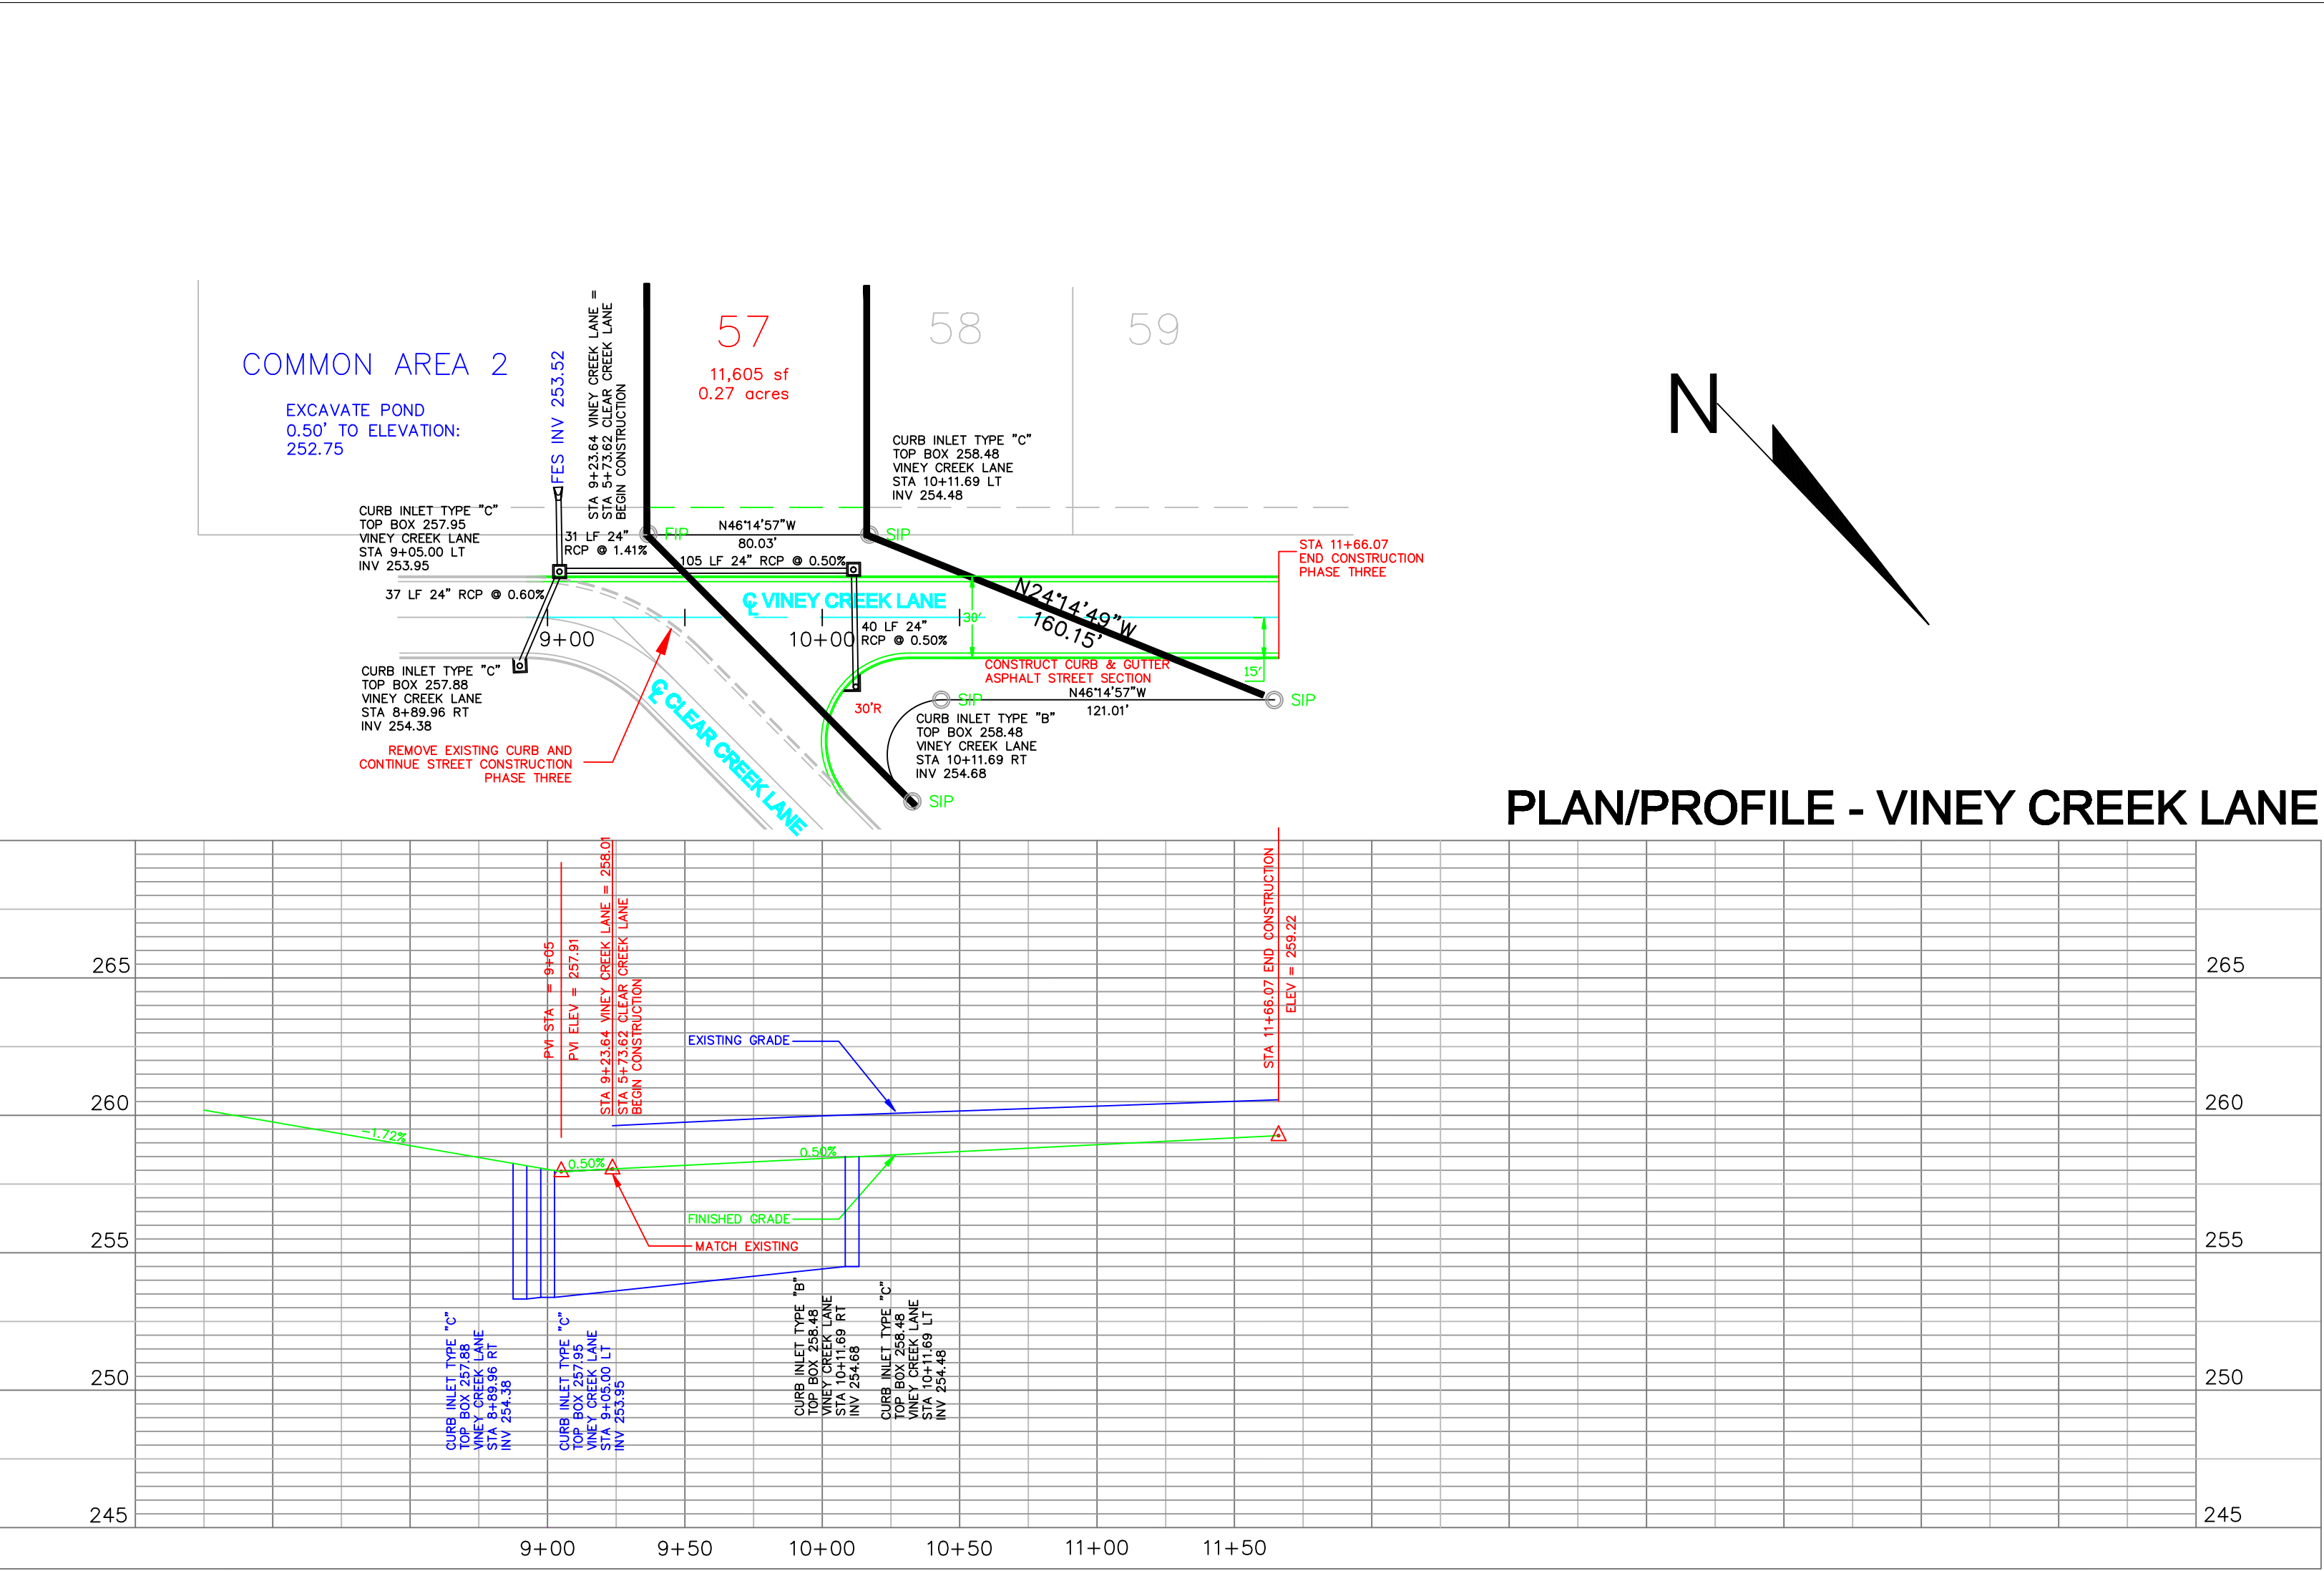 COMMON AREA 2
EXCAVATE POND
0.50' TO ELEVATION:
252.75
FES INV 253.52
STA 9+23.64 VINEY CREEK LANE =
STA 5+73.62 CLEAR CREEK LANE
BEGIN CONSTRUCTION
57
11,605 sf
0.27 acres
58
59
N
CURB INLET TYPE "C"
TOP BOX 258.48
VINEY CREEK LANE
STA 10+11.69 LT
INV 254.48
CURB INLET TYPE "C"
TOP BOX 257.95
VINEY CREEK LANE
STA 9+05.00 LT
INV 253.95
31 LF 24"
RCP @ 1.41%
FIP
N46°14'57"W
80.03'
SIP
105 LF 24" RCP @ 0.50%
STA 11+66.07
END CONSTRUCTION
PHASE THREE
37 LF 24" RCP @ 0.60%
℄ VINEY CREEK LANE
N24°14'49"W
160.15'
30'
9+00
10+00
40 LF 24"
RCP @ 0.50%
CURB INLET TYPE "C"
TOP BOX 257.88
VINEY CREEK LANE
STA 8+89.96 RT
INV 254.38
CONSTRUCT CURB & GUTTER
ASPHALT STREET SECTION
15'
N46°14'57"W
121.01'
SIP
SIP
30'R
℄ CLEAR CREEK LANE
CURB INLET TYPE "B"
TOP BOX 258.48
VINEY CREEK LANE
STA 10+11.69 RT
INV 254.68
REMOVE EXISTING CURB AND
CONTINUE STREET CONSTRUCTION
PHASE THREE
SIP
PLAN/PROFILE - VINEY CREEK LANE
PVI STA = 9+05
PVI ELEV = 257.91
STA 9+23.64 VINEY CREEK LANE = 258.01
STA 5+73.62 CLEAR CREEK LANE
BEGIN CONSTRUCTION
STA 11+66.07 END CONSTRUCTION
ELEV = 259.22
265
265
EXISTING GRADE
260
260
-1.72%
0.50%
0.50%
FINISHED GRADE
MATCH EXISTING
255
255
CURB INLET TYPE "C"
TOP BOX 257.88
VINEY CREEK LANE
STA 8+89.96 RT
INV 254.38
CURB INLET TYPE "C"
TOP BOX 257.95
VINEY CREEK LANE
STA 9+05.00 LT
INV 253.95
CURB INLET TYPE "B"
TOP BOX 258.48
VINEY CREEK LANE
STA 10+11.69 RT
INV 254.68
CURB INLET TYPE "C"
TOP BOX 258.48
VINEY CREEK LANE
STA 10+11.69 LT
INV 254.48
250
250
245
245
9+00
9+50
10+00
10+50
11+00
11+50